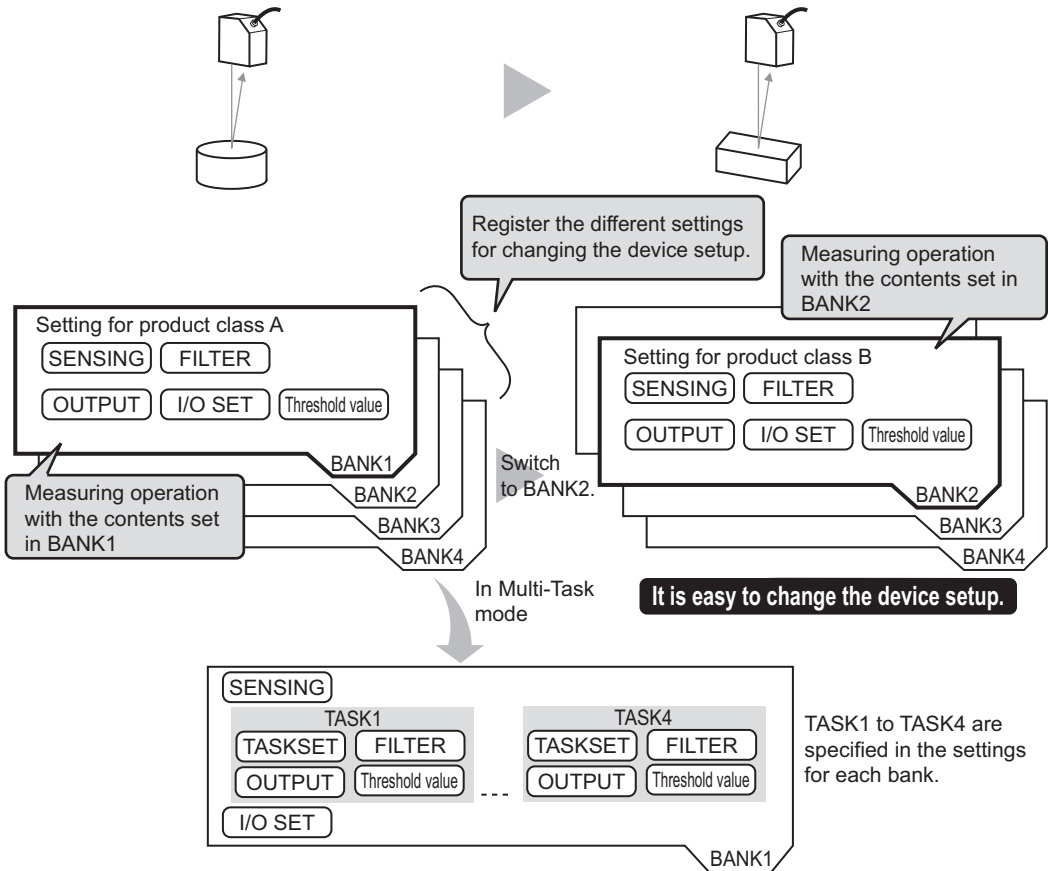 Register the different settings
for changing the device setup.
Measuring operation
with the contents set in
BANK2
Setting for product class A
SENSING FILTER
OUTPUT I/O SET Threshold value
BANK1
BANK2
BANK3
BANK4
Measuring operation
with the contents set
in BANK1
Switch
to BANK2.
Setting for product class B
SENSING FILTER
OUTPUT I/O SET Threshold value
BANK2
BANK3
BANK4
In Multi-Task
mode
It is easy to change the device setup.
SENSING
TASK1
TASKSET FILTER
OUTPUT Threshold value
- - -
TASK4
TASKSET FILTER
OUTPUT Threshold value
I/O SET
BANK1
TASK1 to TASK4 are
specified in the settings
for each bank.